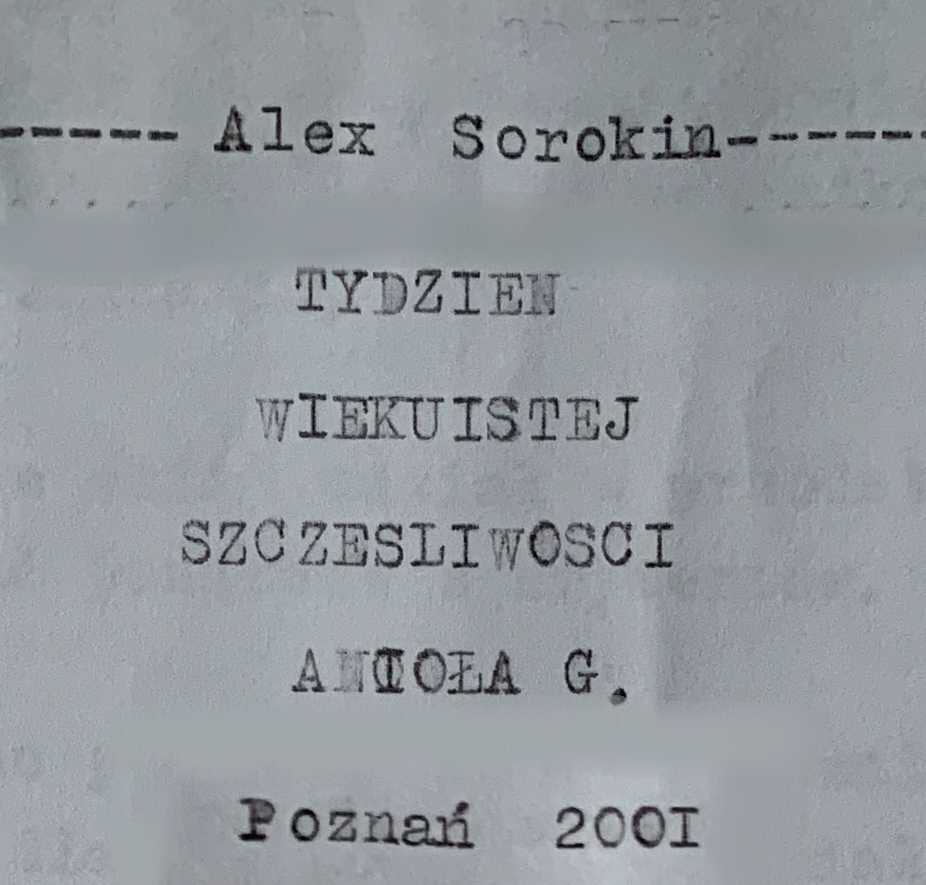 ----- Alex Sorokin------
TYDZIEN
WIEKUISTEJ
SZCZESLIWOSCI
ANIOŁA G.
Poznań 200I